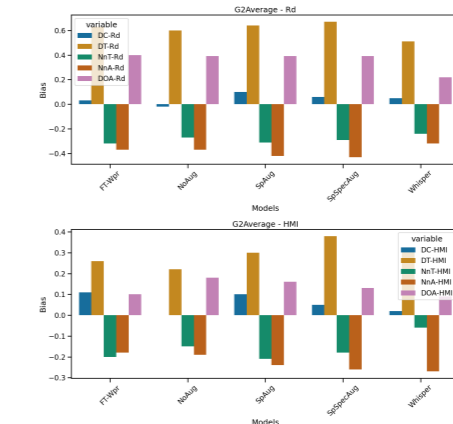 G2Average - Rd
variable
DC-Rd
DT-Rd
NnT-Rd
NnA-Rd
DOA-Rd
Bias
0.6
0.4
0.2
0.0
−0.2
−0.4
FT-Wpr
NoAug
SpAug
SpSpecAug
Whisper
Models
G2Average - HMI
variable
DC-HMI
DT-HMI
NnT-HMI
NnA-HMI
DOA-HMI
Bias
0.4
0.3
0.2
0.1
0.0
−0.1
−0.2
−0.3
FT-Wpr
NoAug
SpAug
SpSpecAug
Whisper
Models